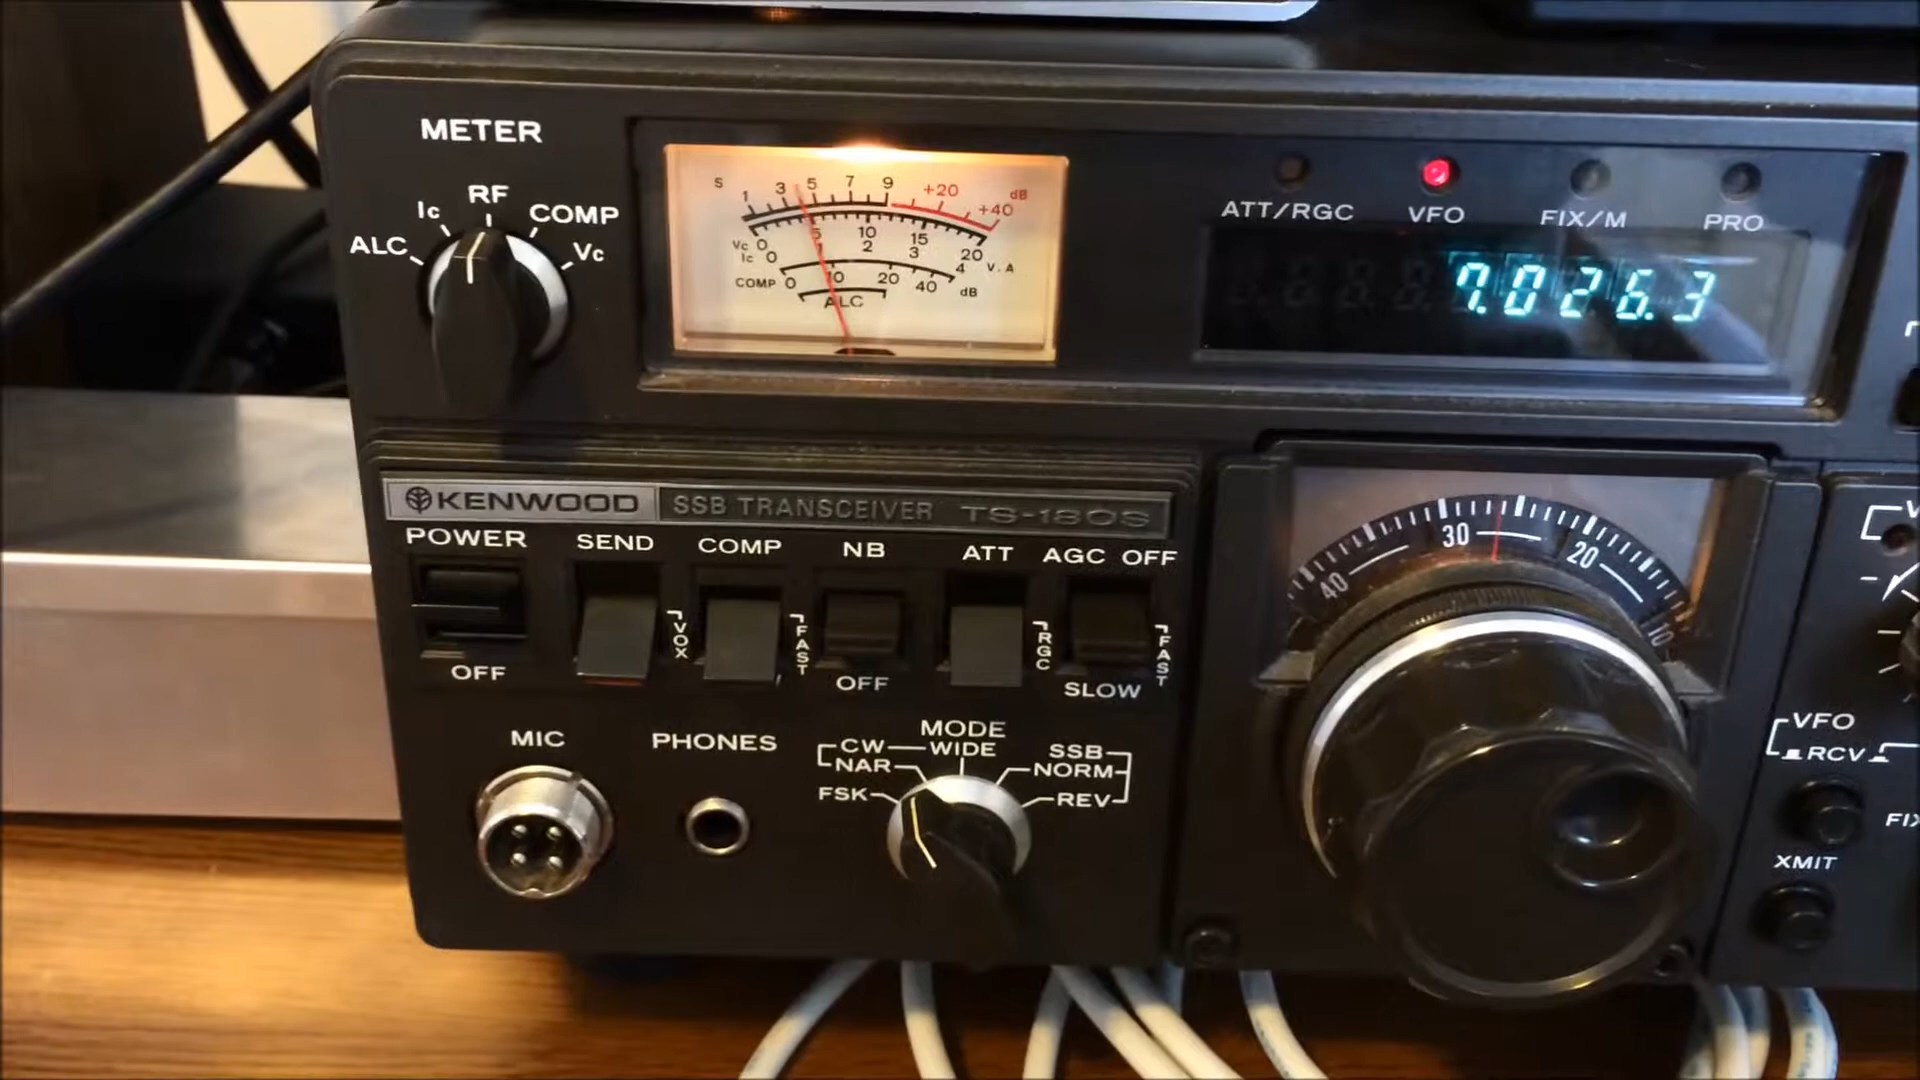 METER
RF
Ic
COMP
ALC
Vc
S 1 3 5 7 9 +20 +40 dB
Vc 0 5 10 15 20
Ic 0 1 2 3 4 V.A
COMP 0 10 20 40 dB
ALC
ATT/RGC VFO FIX/M PRO
7.026.3
KENWOOD SSB TRANSCEIVER TS-180S
POWER SEND COMP NB ATT AGC OFF
VOX FAST RGC FAST
OFF OFF SLOW
40 30 20 10
MIC PHONES MODE
CW WIDE SSB
NAR NORM
FSK REV
VFO
RCV
XMIT